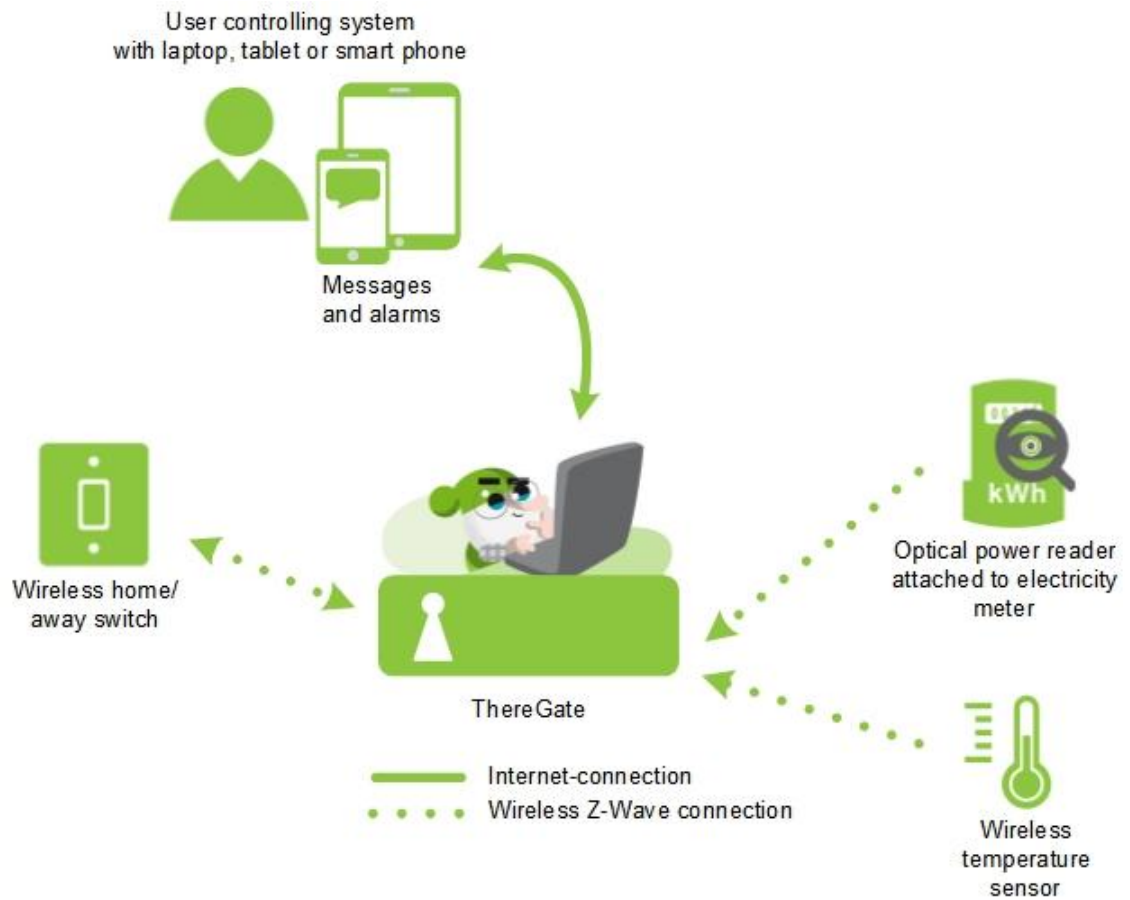 User controlling system
with laptop, tablet or smart phone
Messages
and alarms
kWh
Optical power reader
attached to electricity
meter
Wireless home/
away switch
ThereGate
Internet-connection
Wireless Z-Wave connection
Wireless
temperature
sensor